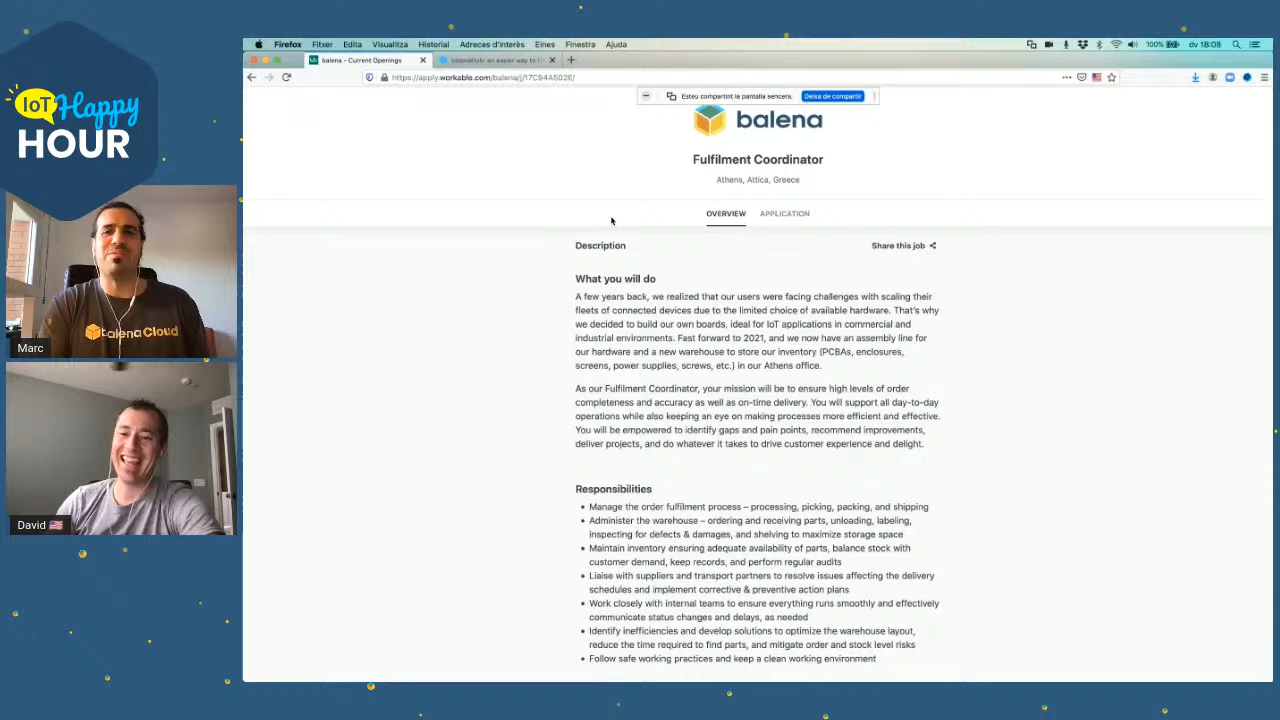 IoT Happy
HOUR
Marc
balenaCloud
David
Firefox Fitxer Edita Visualitza Historial Adreces d'interès Eines Finestra Ajuda
100% dv 18:08
balena - Current Openings
balenaHub: an easier way to
https://apply.workable.com/balena/j/17C94A502E/
Esteu compartint la pantalla sencera. Deixa de compartir
balena
Fulfilment Coordinator
Athens, Attica, Greece
OVERVIEW APPLICATION
Description Share this job
What you will do
A few years back, we realized that our users were facing challenges with scaling their
fleets of connected devices due to the limited choice of available hardware. That's why
we decided to build our own boards, ideal for IoT applications in commercial and
industrial environments. Fast forward to 2021, and we now have an assembly line for
our hardware and a new warehouse to store our inventory (PCBAs, enclosures,
screens, power supplies, screws, etc.) in our Athens office.
As our Fulfilment Coordinator, your mission will be to ensure high levels of order
completeness and accuracy as well as on-time delivery. You will support all day-to-day
operations while also keeping an eye on making processes more efficient and effective.
You will be empowered to identify gaps and pain points, recommend improvements,
deliver projects, and do whatever it takes to drive customer experience and delight.
Responsibilities
• Manage the order fulfilment process – processing, picking, packing, and shipping
• Administer the warehouse – ordering and receiving parts, unloading, labeling,
inspecting for defects & damages, and shelving to maximize storage space
• Maintain inventory ensuring adequate availability of parts, balance stock with
customer demand, keep records, and perform regular audits
• Liaise with suppliers and transport partners to resolve issues affecting the delivery
schedules and implement corrective & preventive action plans
• Work closely with internal teams to ensure everything runs smoothly and effectively
communicate status changes and delays, as needed
• Identify inefficiencies and develop solutions to optimize the warehouse layout,
reduce the time required to find parts, and mitigate order and stock level risks
• Follow safe working practices and keep a clean working environment